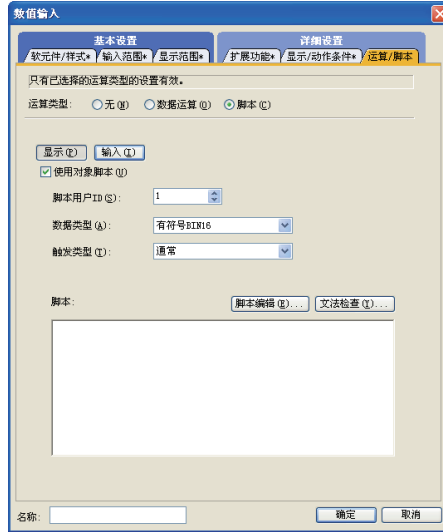 数值输入
基本设置
详细设置
软元件/样式* 输入范围* 显示范围* 扩展功能* 显示/动作条件* 运算/脚本
只有已选择的运算类型的设置有效。
运算类型: 无(N) 数据运算(O) 脚本(C)
显示(P) 输入(I)
使用对象脚本(U)
脚本用户ID(S): 1
数据类型(A): 有符号BIN16
触发类型(T): 通常
脚本: 脚本编辑(E)... 文法检查(I)...
名称: 确定 取消